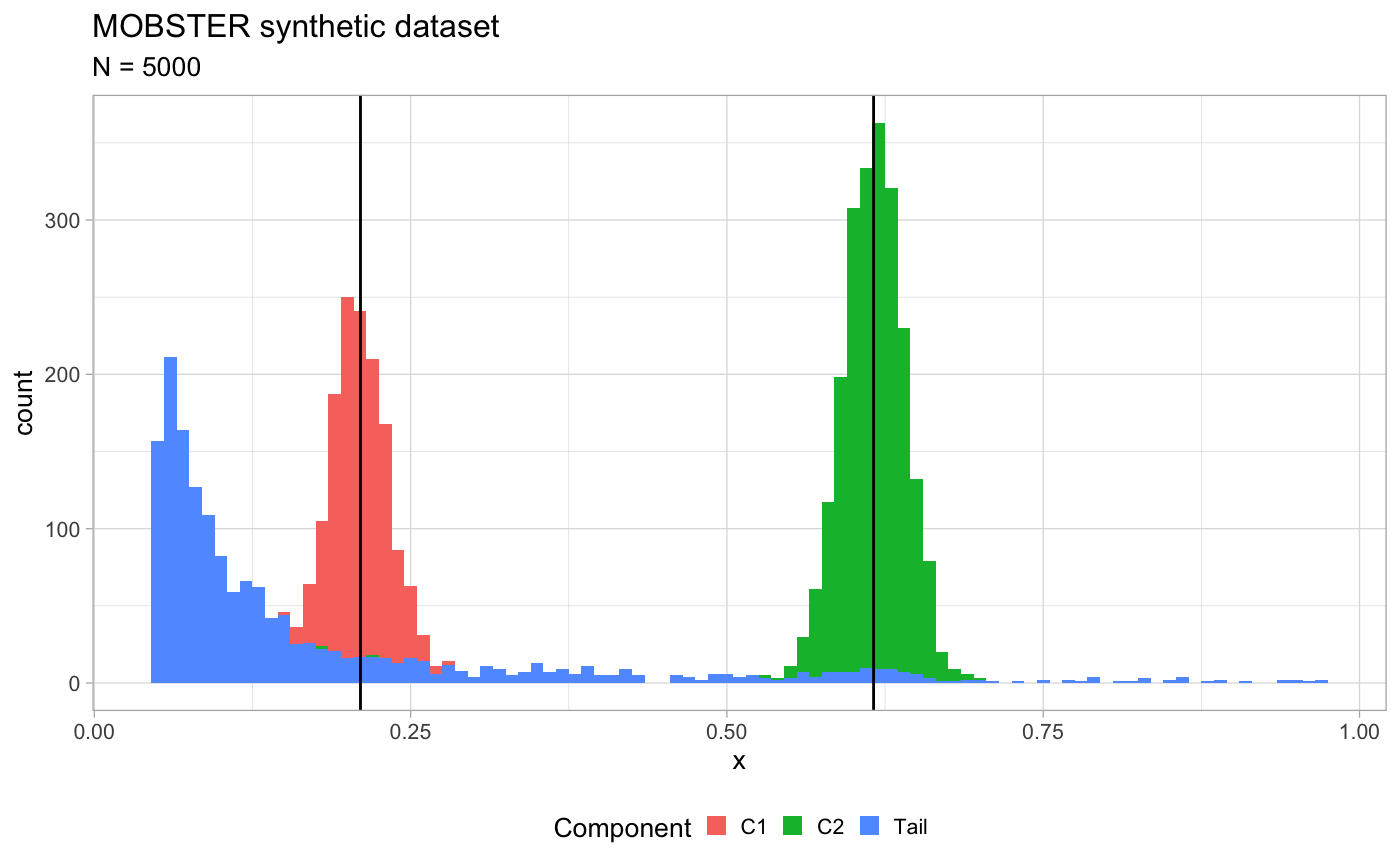 MOBSTER synthetic dataset
N = 5000
count
300
200
100
0
0.00 0.25 0.50 0.75 1.00
x
Component C1 C2 Tail